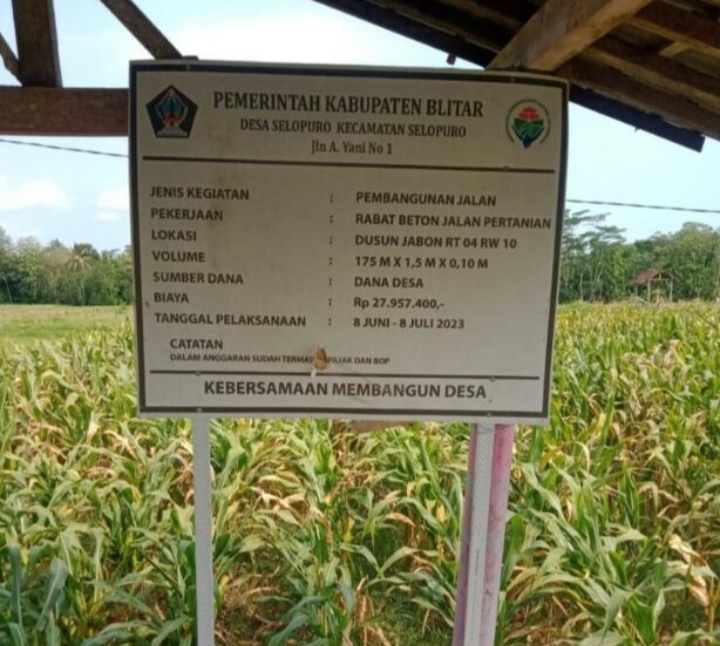 PEMERINTAH KABUPATEN BLITAR
DESA SELOPURO KECAMATAN SELOPURO
Jln A. Yani No 1
JENIS KEGIATAN : PEMBANGUNAN JALAN
PEKERJAAN : RABAT BETON JALAN PERTANIAN
LOKASI : DUSUN JABON RT 04 RW 10
VOLUME : 175 M X 1,5 M X 0,10 M
SUMBER DANA : DANA DESA
BIAYA : Rp 27.957.400,-
TANGGAL PELAKSANAAN : 8 JUNI - 8 JULI 2023
CATATAN
DALAM ANGGARAN SUDAH PAJAK DAN BOP
KEBERSAMAAN MEMBANGUN DESA